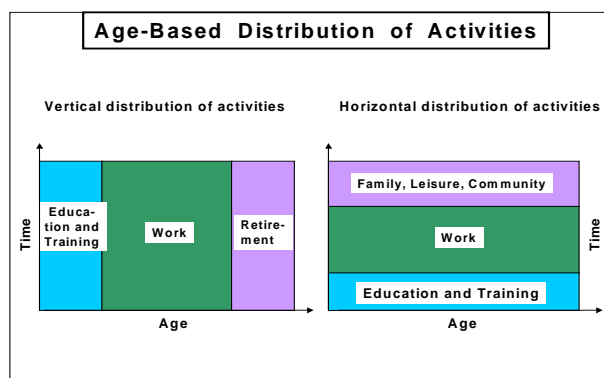 Age-Based Distribution of Activities
Vertical distribution of activities
Time
Educa-
tion and
Training
Work
Retire-
ment
Age
Horizontal distribution of activities
Family, Leisure, Community
Work
Education and Training
Time
Age